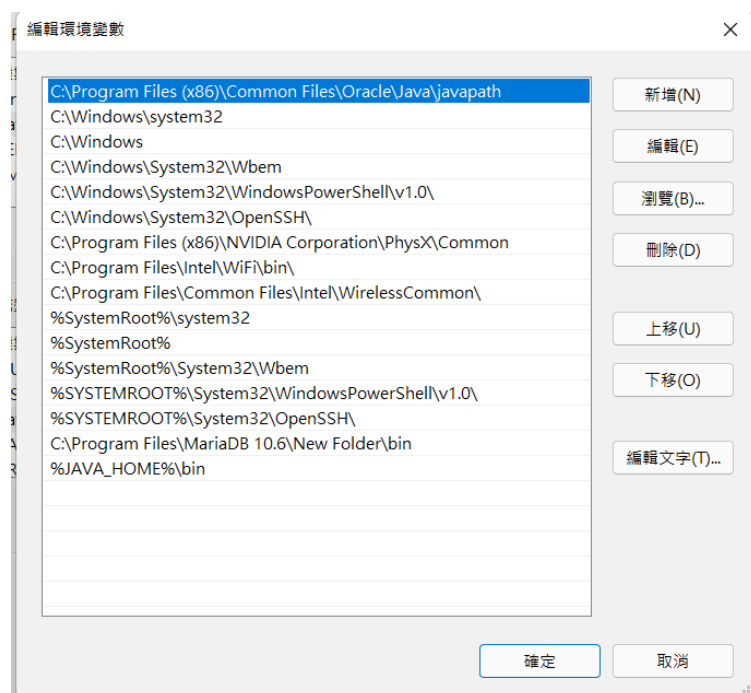 編輯環境變數
C:\Program Files (x86)\Common Files\Oracle\Java\javapath
C:\Windows\system32
C:\Windows
C:\Windows\System32\Wbem
C:\Windows\System32\WindowsPowerShell\v1.0\
C:\Windows\System32\OpenSSH\
C:\Program Files (x86)\NVIDIA Corporation\PhysX\Common
C:\Program Files\Intel\WiFi\bin\
C:\Program Files\Common Files\Intel\WirelessCommon\
%SystemRoot%\system32
%SystemRoot%
%SystemRoot%\System32\Wbem
%SYSTEMROOT%\System32\WindowsPowerShell\v1.0\
%SYSTEMROOT%\System32\OpenSSH\
C:\Program Files\MariaDB 10.6\New Folder\bin
%JAVA_HOME%\bin
新增(N)
編輯(E)
瀏覽(B)...
刪除(D)
上移(U)
下移(O)
編輯文字(T)...
確定
取消